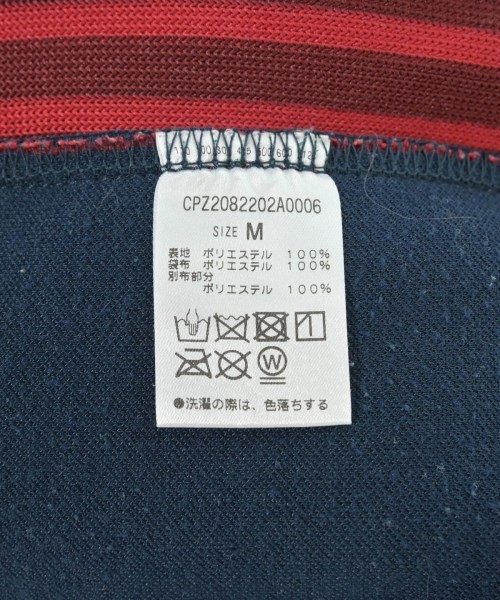 CPZ2082202A0006
SIZE M
表地 ポリエステル 100%
袋布 ポリエステル 100%
別布部分
ポリエステル 100%
W
●洗濯の際は、色落ちする